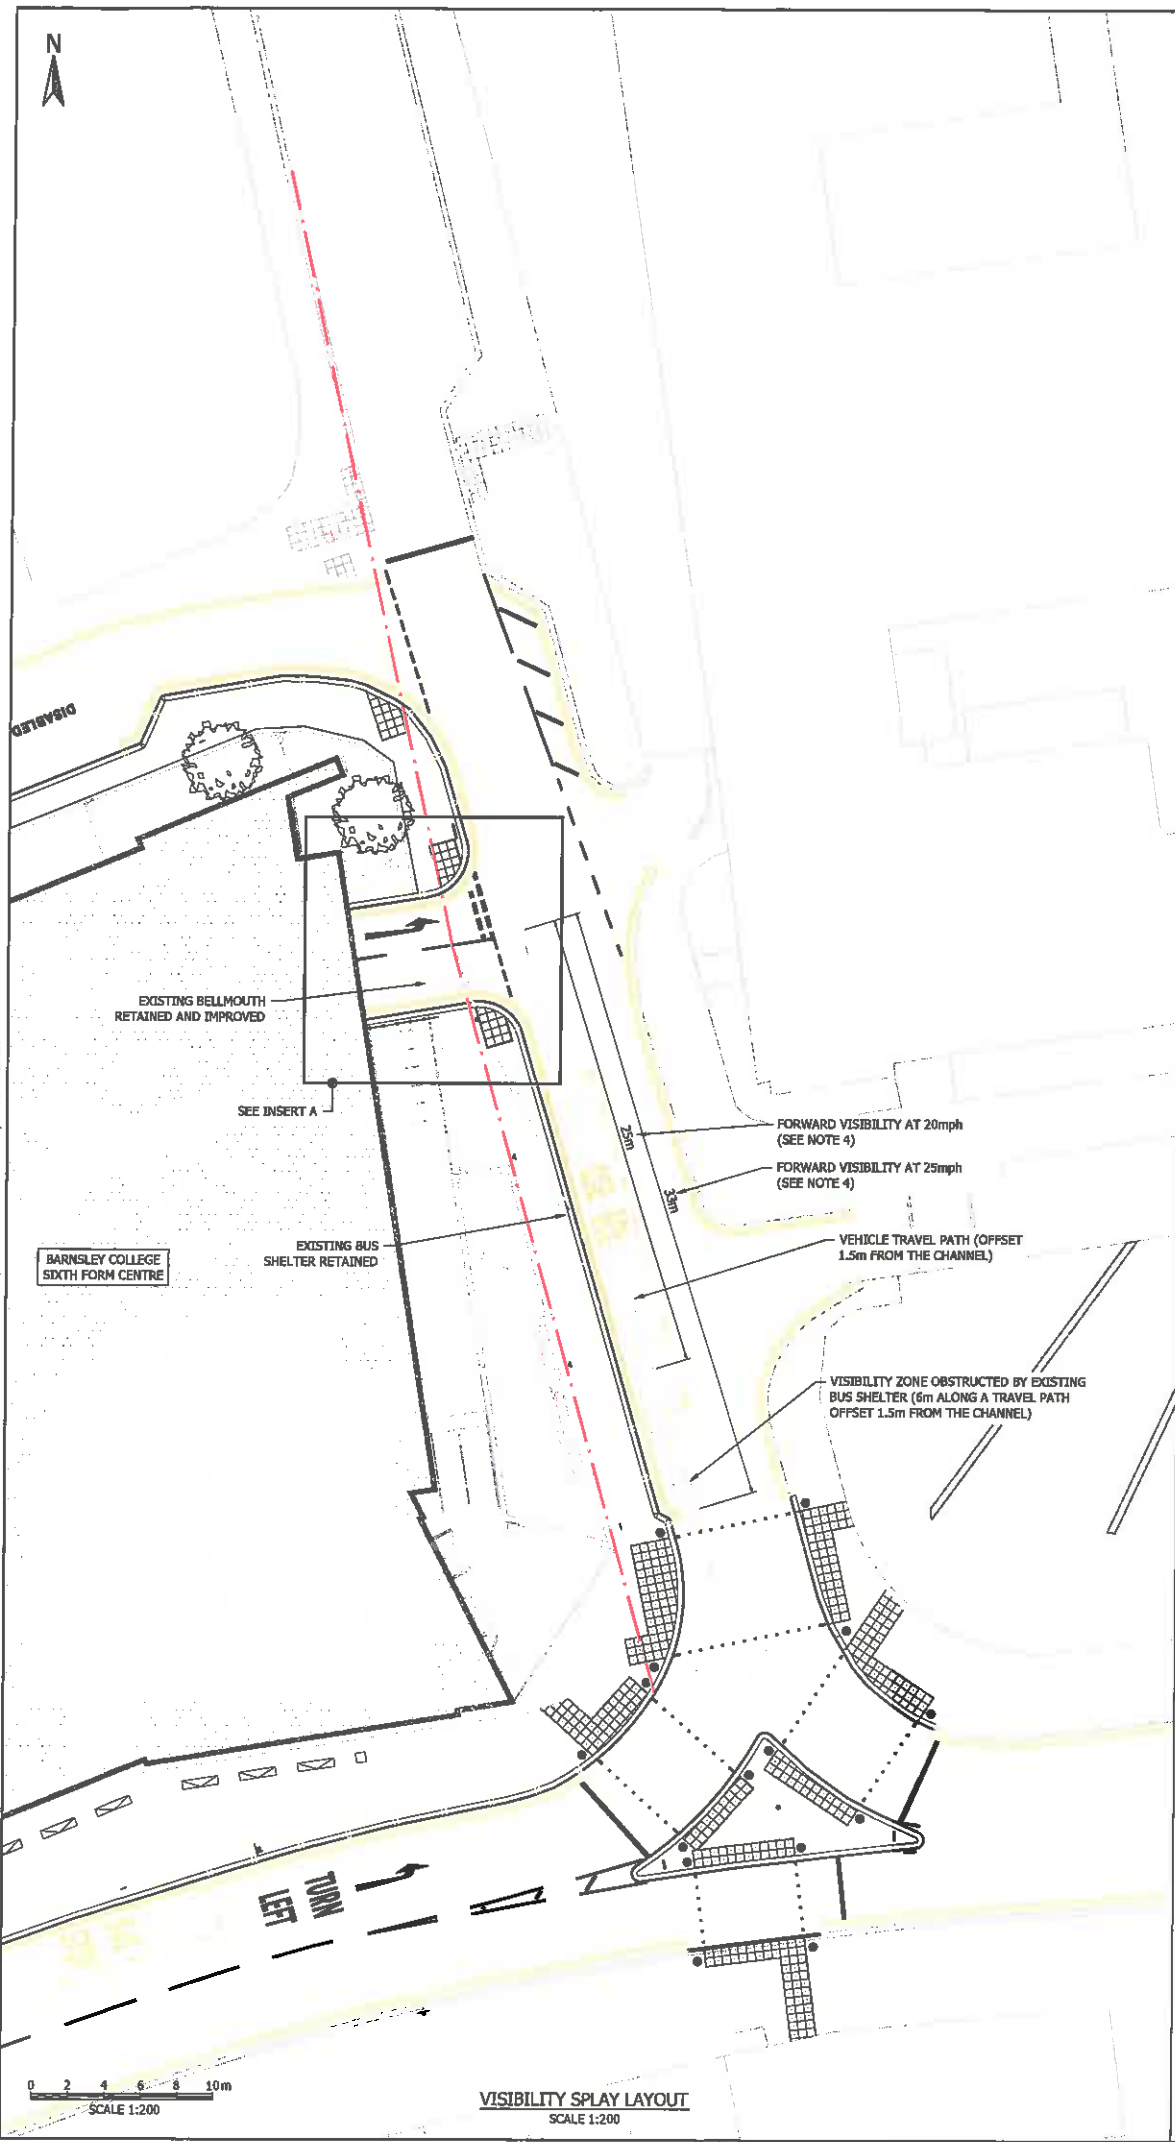 N
DISABLED
EXISTING BELLMOUTH
RETAINED AND IMPROVED
SEE INSERT A
25m
33m
FORWARD VISIBILITY AT 20mph
(SEE NOTE 4)
FORWARD VISIBILITY AT 25mph
(SEE NOTE 4)
EXISTING BUS
SHELTER RETAINED
VEHICLE TRAVEL PATH (OFFSET
1.5m FROM THE CHANNEL)
BARNSLEY COLLEGE
SIXTH FORM CENTRE
VISIBILITY ZONE OBSTRUCTED BY EXISTING
BUS SHELTER (6m ALONG A TRAVEL PATH
OFFSET 1.5m FROM THE CHANNEL)
TURN
LEFT
0 2 4 6 8 10m
SCALE 1:200
VISIBILITY SPLAY LAYOUT
SCALE 1:200